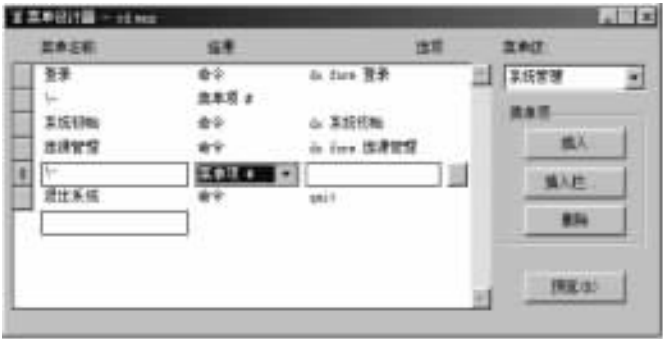 菜单设计器 -
菜单名称 结果 选项 菜单级:
登录 命令 do form 登录 系统管理
\- 菜单项 # 菜单项
系统初始 命令 do 系统初始
选课管理 命令 do form 选课管理
\- 菜单项 #
退出系统 命令 quit
插入
插入栏
删除
预览(R)